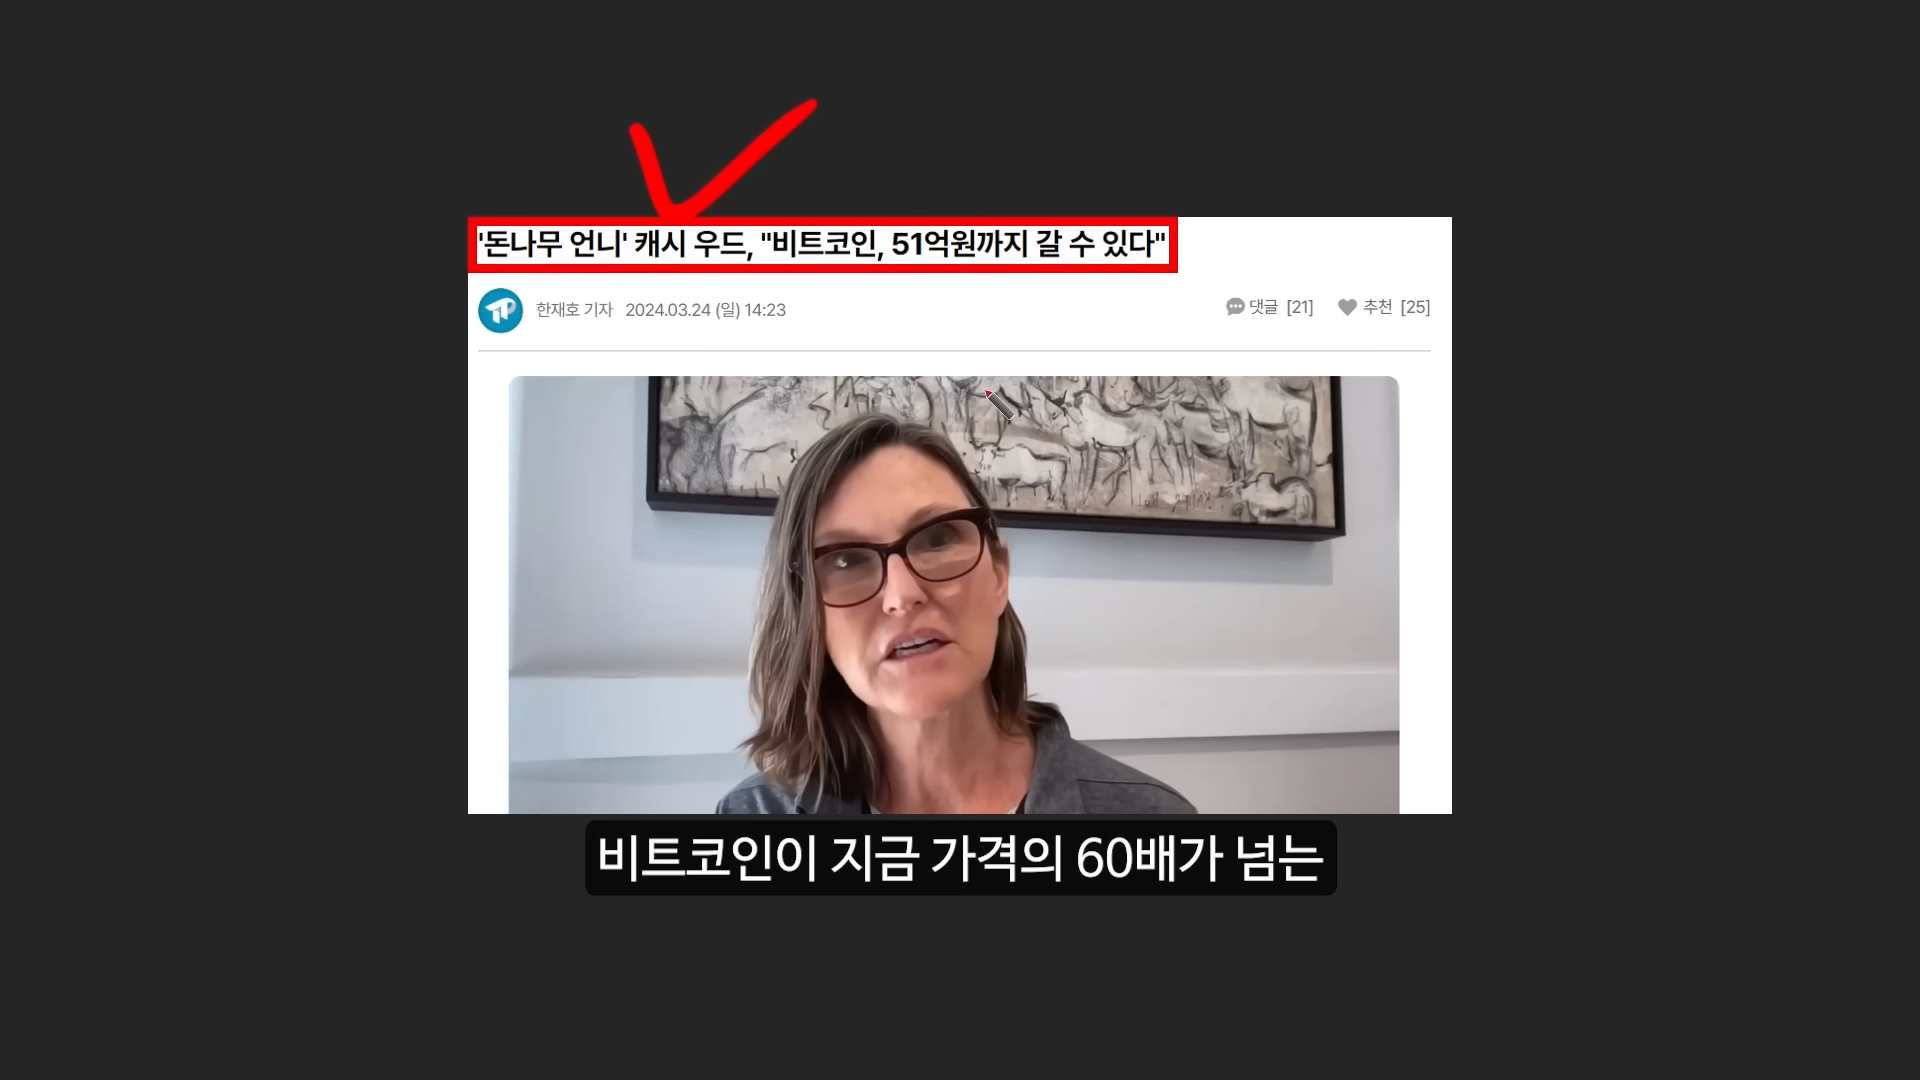 '돈나무 언니' 캐시 우드, "비트코인, 51억원까지 갈 수 있다"
한재호 기자 2024.03.24 (일) 14:23
댓글 [21] 추천 [25]
비트코인이 지금 가격의 60배가 넘는